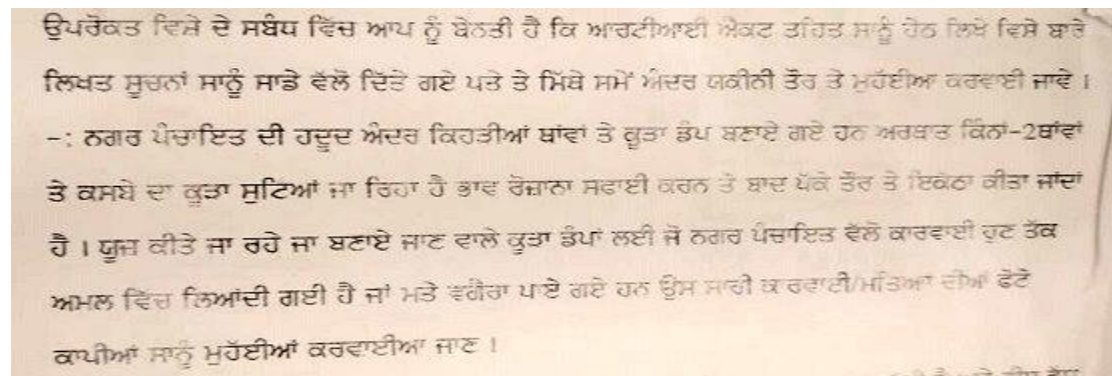 ਉਪਰੋਕਤ ਵਿਸ਼ੇ ਦੇ ਸਬੰਧ ਵਿੱਚ ਆਪ ਨੂੰ ਬੇਨਤੀ ਹੈ ਕਿ ਆਰਟੀਆਈ ਐਕਟ ਤਹਿਤ ਸਾਨੂੰ ਹੇਠ ਲਿਖੇ ਵਿਸ਼ੇ ਬਾਰੇ
ਲਿਖਤ ਸੂਚਨਾਂ ਸਾਨੂੰ ਸਾਡੇ ਵੱਲੋਂ ਦਿੱਤੇ ਗਏ ਪਤੇ ਤੇ ਮਿੱਥੇ ਸਮੇਂ ਅੰਦਰ ਯਕੀਨੀ ਤੌਰ ਤੇ ਮੁਹੱਈਆ ਕਰਵਾਈ ਜਾਵੇ ।
-: ਨਗਰ ਪੰਚਾਇਤ ਦੀ ਹਦੂਦ ਅੰਦਰ ਕਿਹੜੀਆਂ ਥਾਂਵਾਂ ਤੇ ਕੂੜਾ ਡੰਪ ਬਣਾਏ ਗਏ ਹਨ ਅਰਥਾਤ ਕਿੰਨਾਂ-2ਥਾਂਵਾਂ
ਤੇ ਕਸਬੇ ਦਾ ਕੂੜਾ ਸੁਟਿਆਂ ਜਾ ਰਿਹਾ ਹੈ ਭਾਵ ਰੋਜ਼ਾਨਾ ਸਫਾਈ ਕਰਨ ਤੇ ਬਾਦ ਪੱਕੇ ਤੌਰ ਤੇ ਇਕੱਠਾ ਕੀਤਾ ਜਾਂਦਾਂ
ਹੈ । ਯੂਜ ਕੀਤੇ ਜਾ ਰਹੇ ਜਾ ਬਣਾਏ ਜਾਣ ਵਾਲੇ ਕੂੜਾ ਡੰਪਾਂ ਲਈ ਜੋ ਨਗਰ ਪੰਚਾਇਤ ਵੱਲੋਂ ਕਾਰਵਾਈ ਹੁਣ ਤੱਕ
ਅਮਲ ਵਿੱਚ ਲਿਆਂਦੀ ਗਈ ਹੈ ਜਾਂ ਮਤੇ ਵਗੈਰਾ ਪਾਏ ਗਏ ਹਨ ਉਸ ਸਾਰੀ ਕਾਰਵਾਈ/ਮਤਿਆਂ ਦੀਆਂ ਫੋਟੋ
ਕਾਪੀਆਂ ਸਾਨੂੰ ਮੁਹੱਈਆਂ ਕਰਵਾਈਆ ਜਾਣ ।